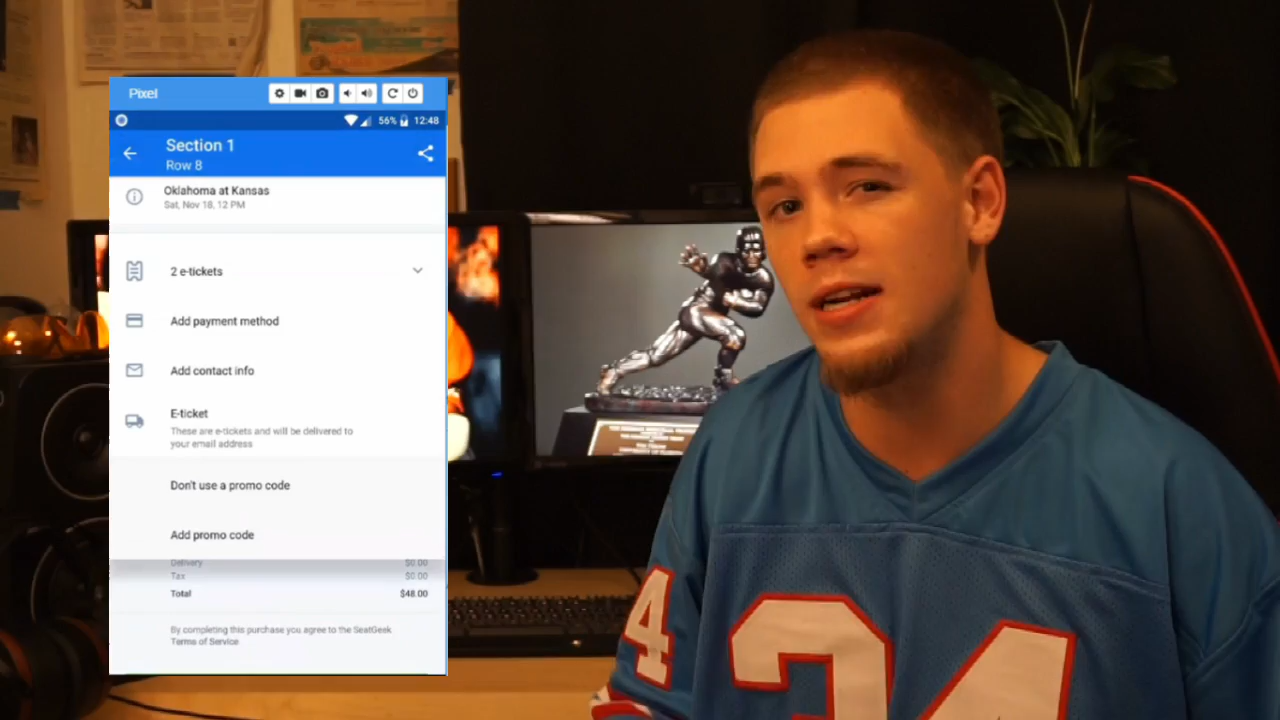 Pixel
56% 12:48
Section 1
Row 8
Oklahoma at Kansas
Sat, Nov 18, 12 PM
2 e-tickets
Add payment method
Add contact info
E-ticket
These are e-tickets and will be delivered to
your email address
Don't use a promo code
Add promo code
Delivery $0.00
Tax $0.00
Total $48.00
By completing this purchase you agree to the SeatGeek
Terms of Service
4
34